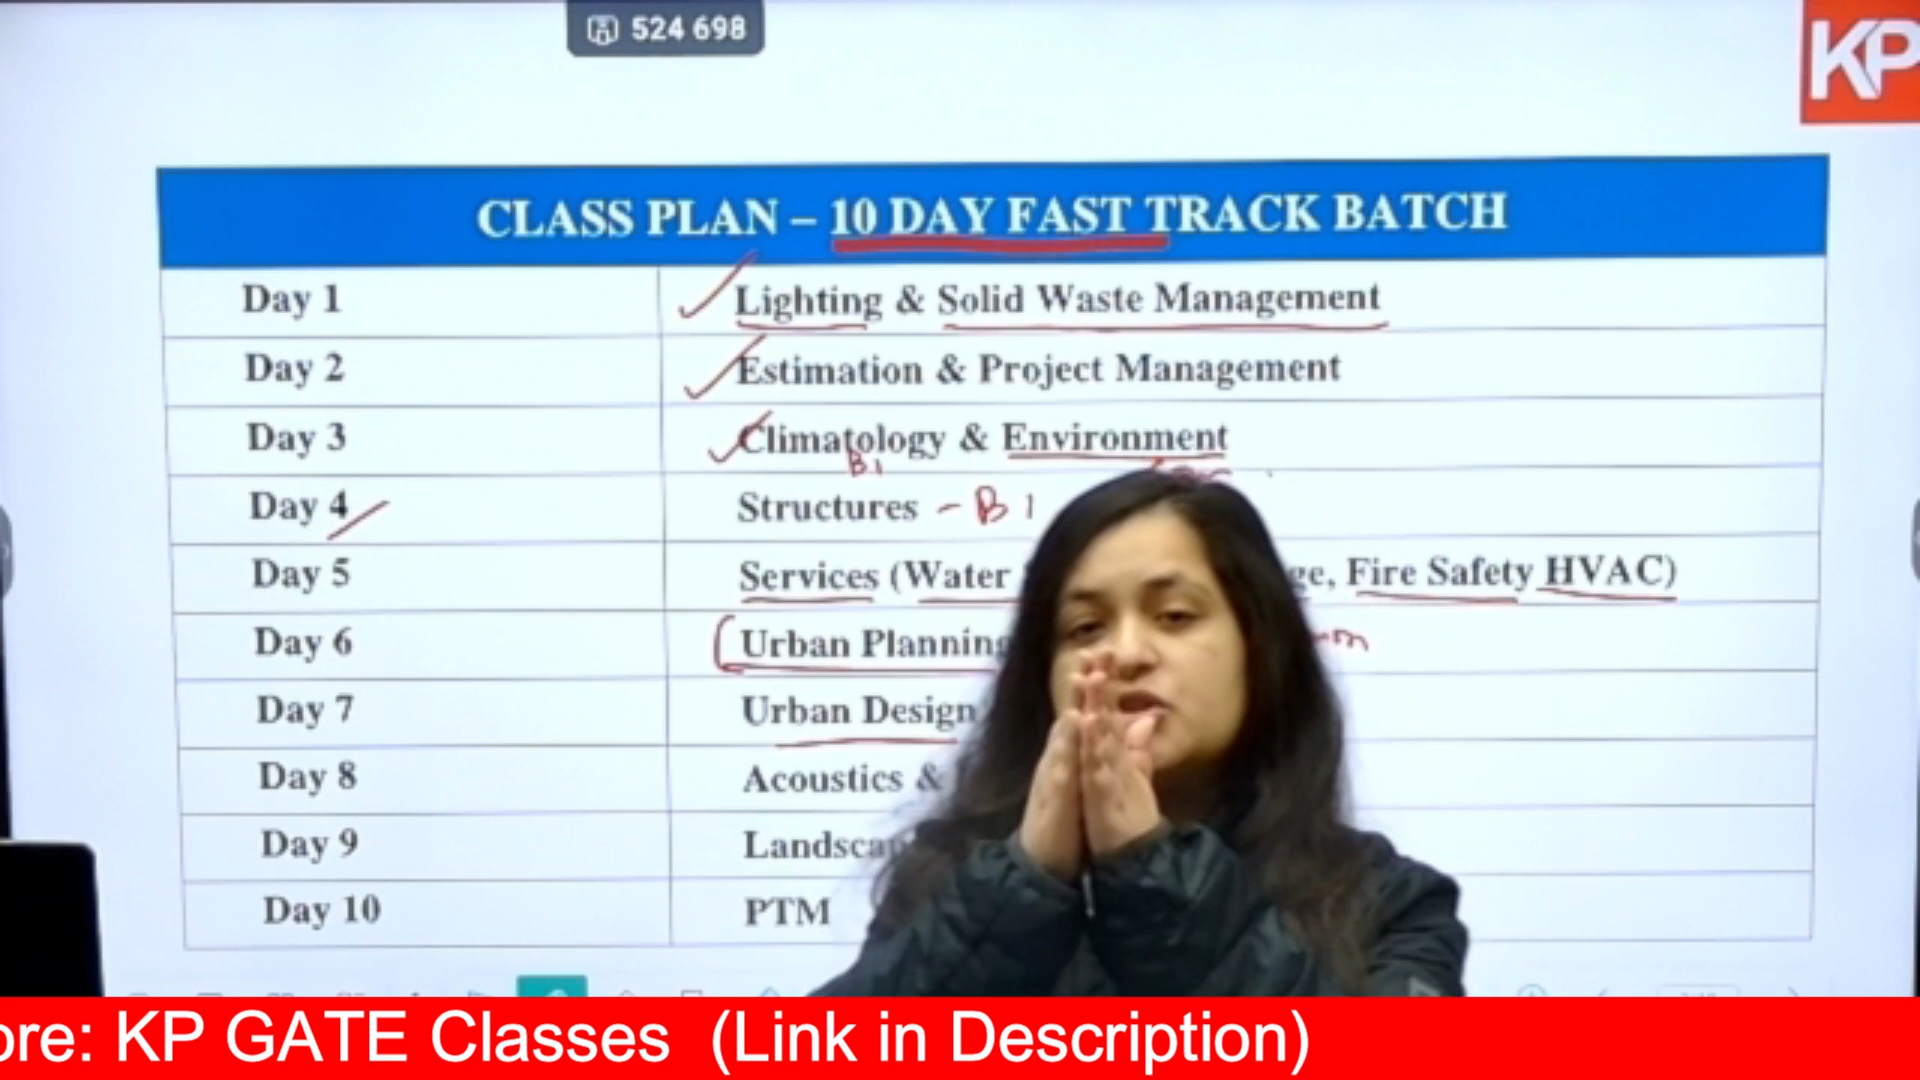 524 698
KP
CLASS PLAN – 10 DAY FAST TRACK BATCH
Day 1 Lighting & Solid Waste Management
Day 2 Estimation & Project Management
Day 3 Climatology & Environment
B1
Day 4 Structures - B1
Day 5 Services (Water , Fire Safety HVAC)
Day 6 Urban Planning
Day 7 Urban Design
Day 8 Acoustics &
Day 9
Day 10 PTM
ore: KP GATE Classes (Link in Description)